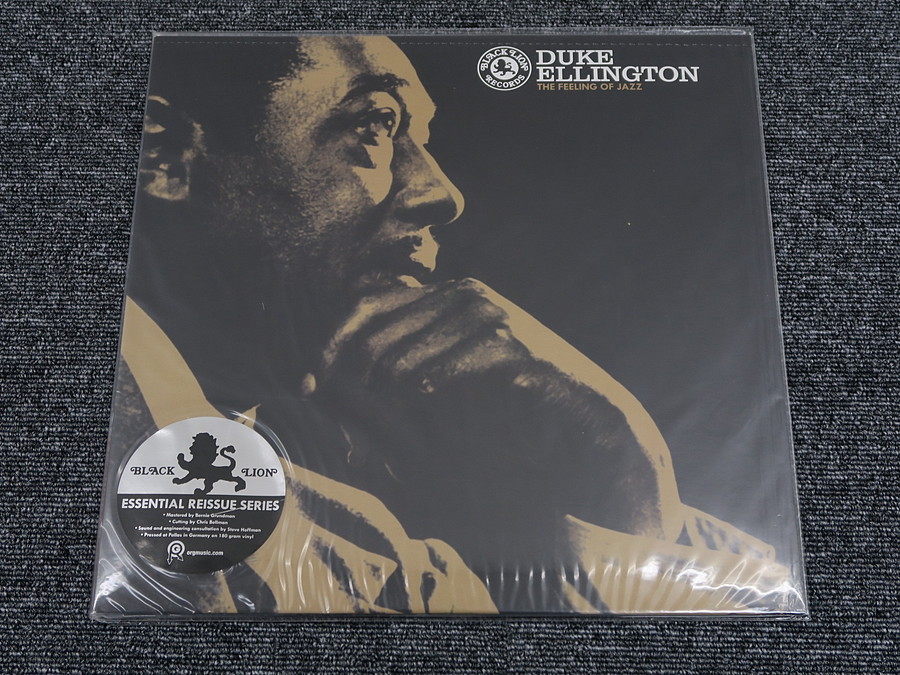 BLACK LION
RECORDS
DUKE
ELLINGTON
THE FEELING OF JAZZ
BLACK LION
ESSENTIAL REISSUE SERIES
• Mastered by Bernie Grundman
• Cutting by Chris Bellman
• Sound and engineering consultation by Steve Hoffman
• Pressed at Pallas in Germany on 180 gram vinyl
orgmusic.com